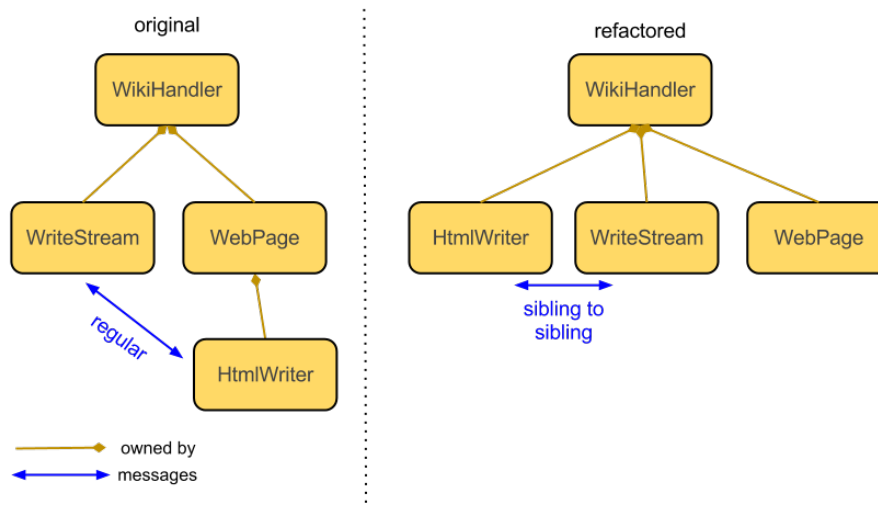 original
WikiHandler
WriteStream
WebPage
regular
HtmlWriter
owned by
messages
refactored
WikiHandler
HtmlWriter
WriteStream
WebPage
sibling to
sibling